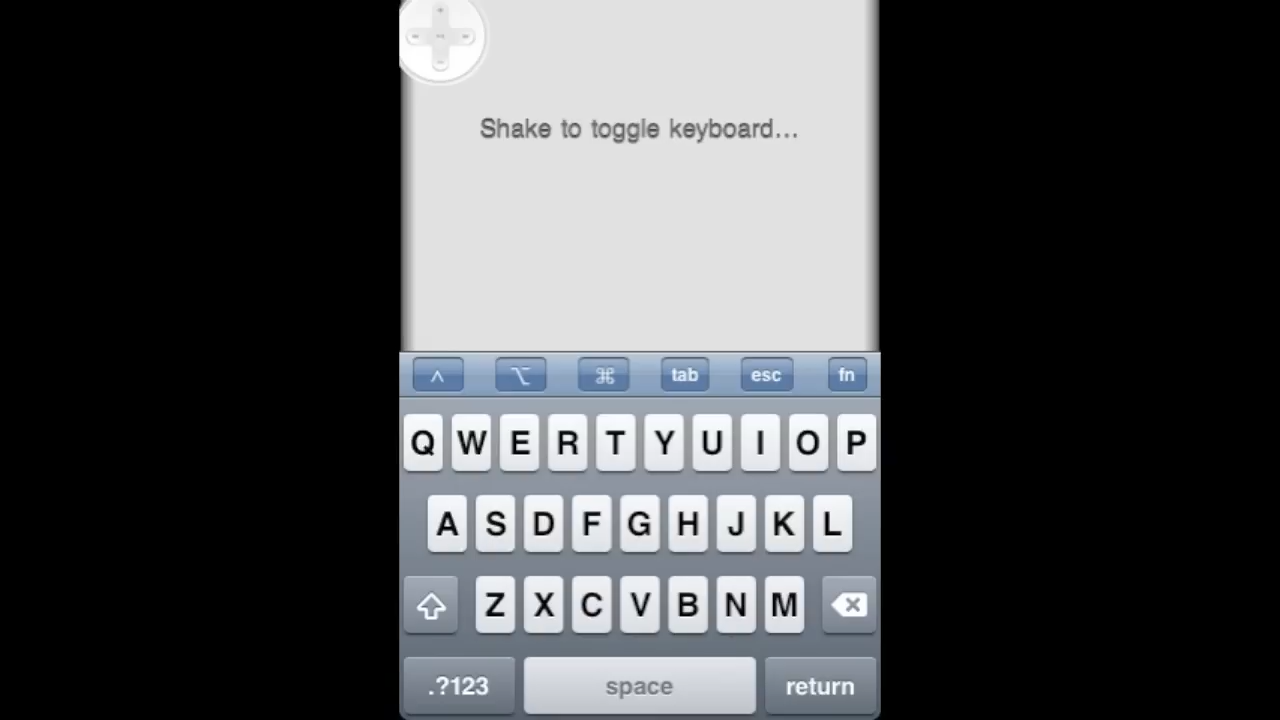 Shake to toggle keyboard...
^ ⌥ ⌘ tab esc fn
Q W E R T Y U I O P
A S D F G H J K L
Z X C V B N M
.?123 space return